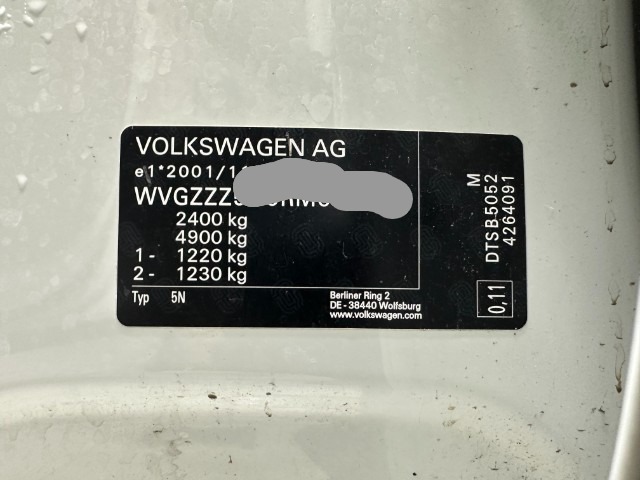 VOLKSWAGEN AG
e1*2001/11
WVGZZZ
2400 kg
4900 kg
1 - 1220 kg
2 - 1230 kg
Typ 5N
Berliner Ring 2
DE - 38440 Wolfsburg
www.volkswagen.com
M
DTSB5052
4264091
0,11